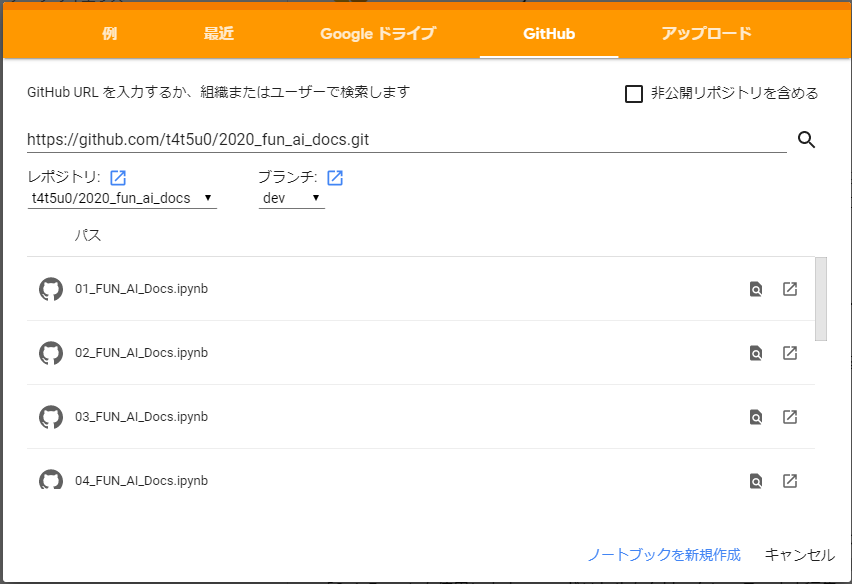 例 最近 Google ドライブ GitHub アップロード
GitHub URL を入力するか、組織またはユーザーで検索します 非公開リポジトリを含める
https://github.com/t4t5u0/2020_fun_ai_docs.git
レポジトリ: ブランチ:
t4t5u0/2020_fun_ai_docs dev
パス
01_FUN_AI_Docs.ipynb
02_FUN_AI_Docs.ipynb
03_FUN_AI_Docs.ipynb
04_FUN_AI_Docs.ipynb
ノートブックを新規作成 キャンセル